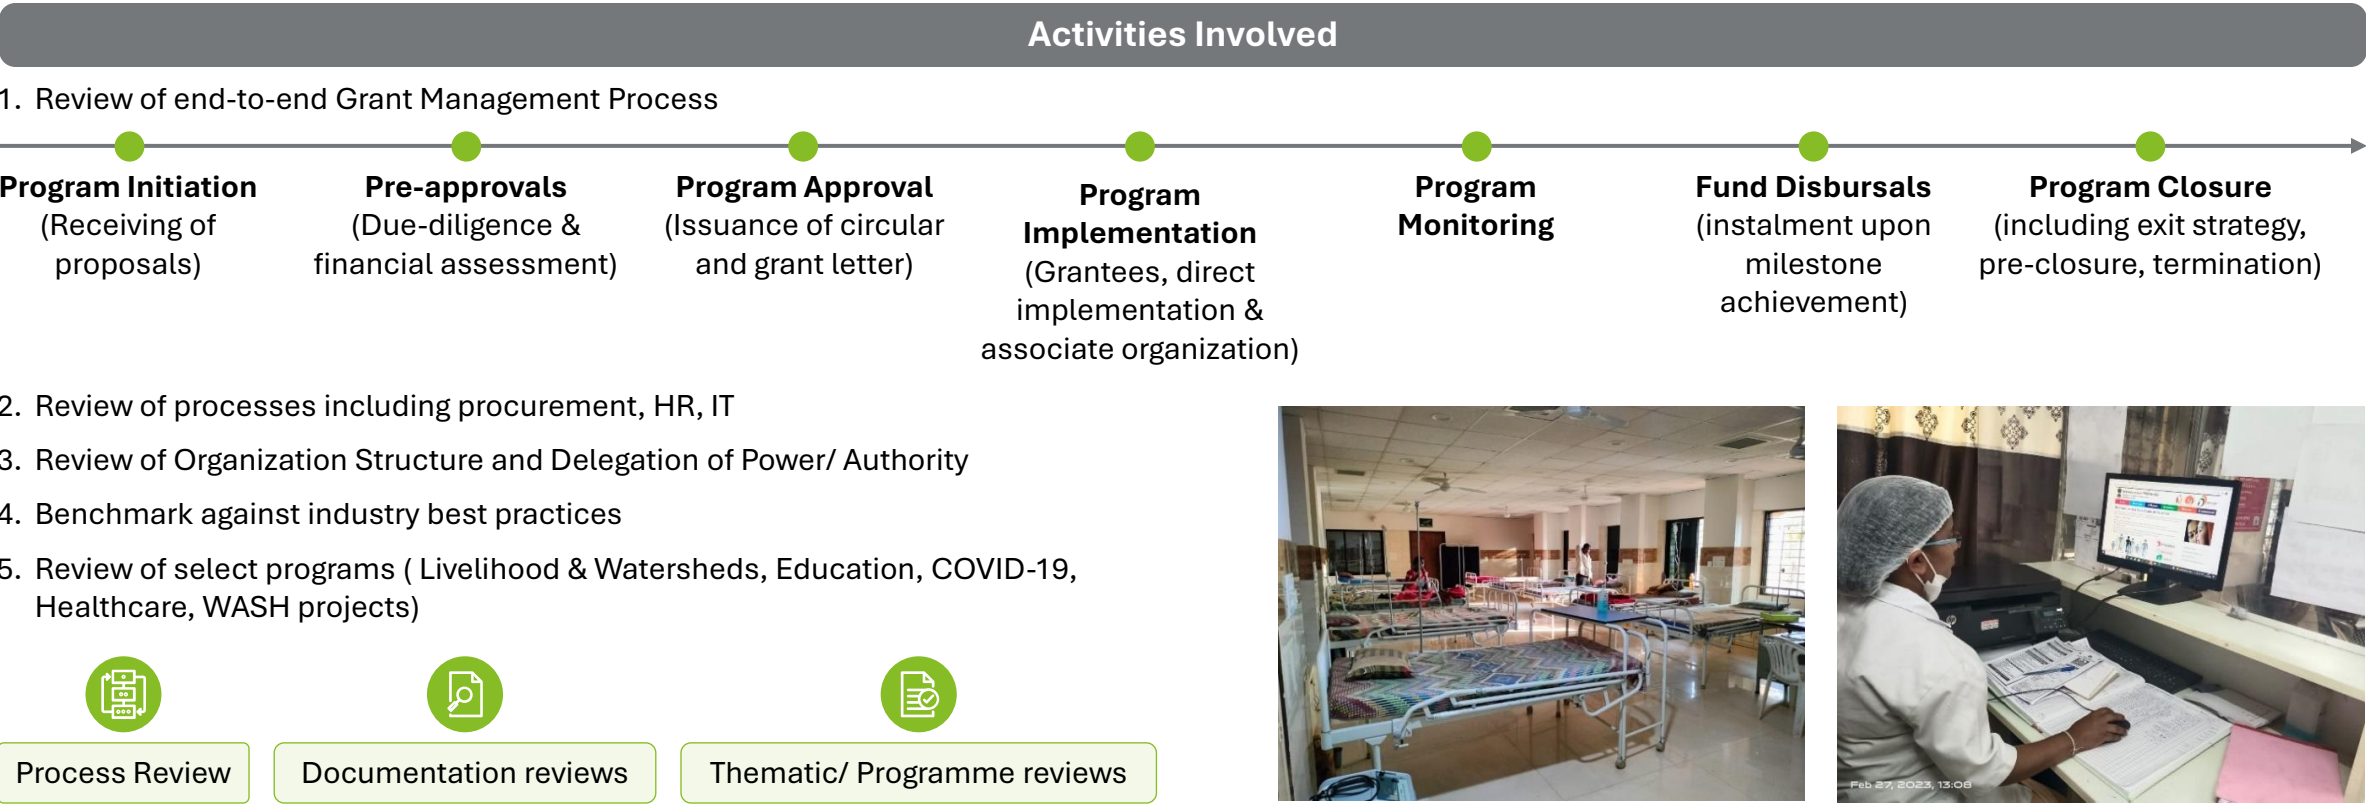 Activities Involved
1. Review of end-to-end Grant Management Process
Program Initiation
(Receiving of
proposals)
Pre-approvals
(Due-diligence &
financial assessment)
Program Approval
(Issuance of circular
and grant letter)
Program
Implementation
(Grantees, direct
implementation &
associate organization)
Program
Monitoring
Fund Disbursals
(instalment upon
milestone
achievement)
Program Closure
(including exit strategy,
pre-closure, termination)
2. Review of processes including procurement, HR, IT
3. Review of Organization Structure and Delegation of Power/ Authority
4. Benchmark against industry best practices
5. Review of select programs ( Livelihood & Watersheds, Education, COVID-19,
Healthcare, WASH projects)
Process Review
Documentation reviews
Thematic/ Programme reviews
Feb 27, 2023, 13:08